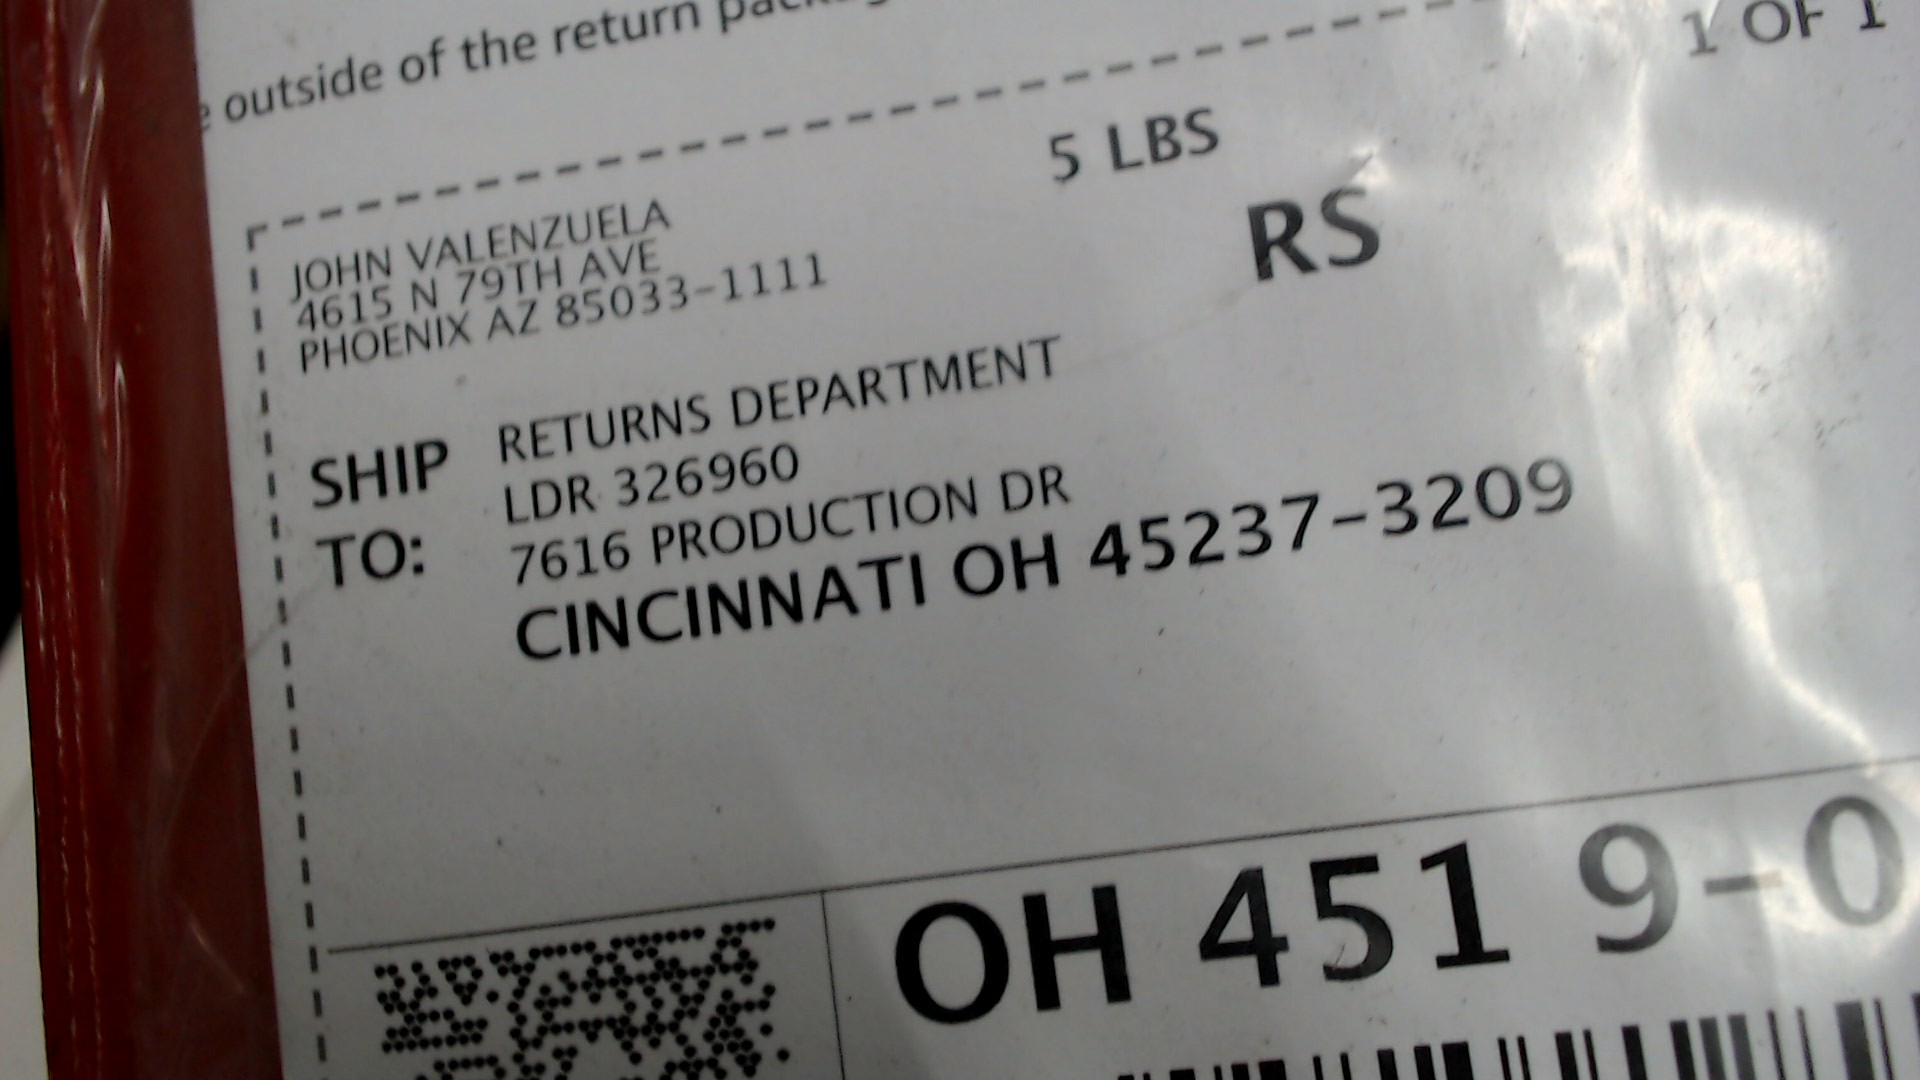 outside of the return
1 OF 1
5 LBS
RS
JOHN VALENZUELA
4615 N 79TH AVE
PHOENIX AZ 85033-1111
SHIP TO:
RETURNS DEPARTMENT
LDR 326960
7616 PRODUCTION DR
CINCINNATI OH 45237-3209
OH 451 9-0